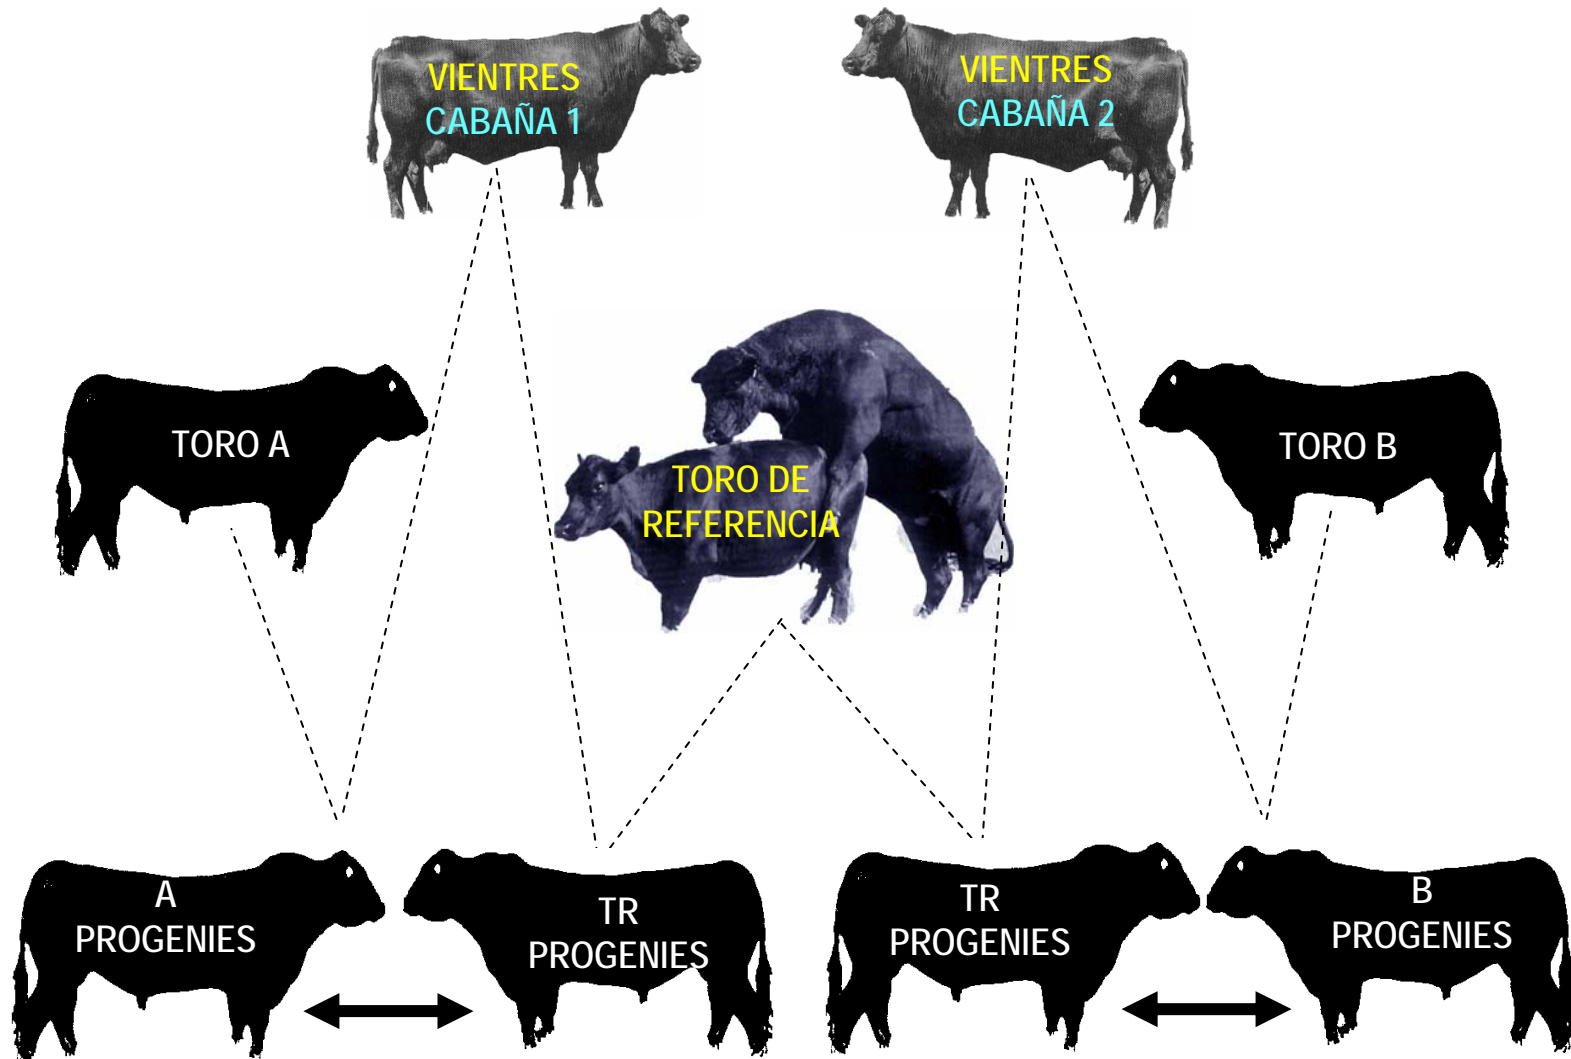 VIENTRES
CABAÑA 1
VIENTRES
CABAÑA 2
TORO A
TORO DE
REFERENCIA
TORO B
A
PROGENIES
TR
PROGENIES
TR
PROGENIES
B
PROGENIES